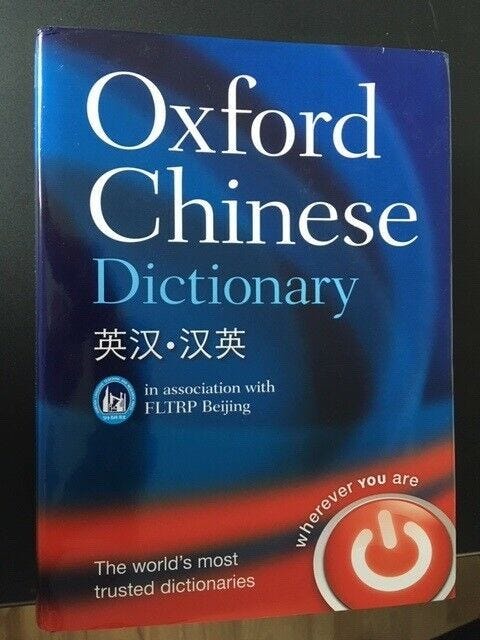 Oxford
Chinese
Dictionary
英汉·汉英
in association with
FLTRP Beijing
wherever YOU are
The world's most
trusted dictionaries